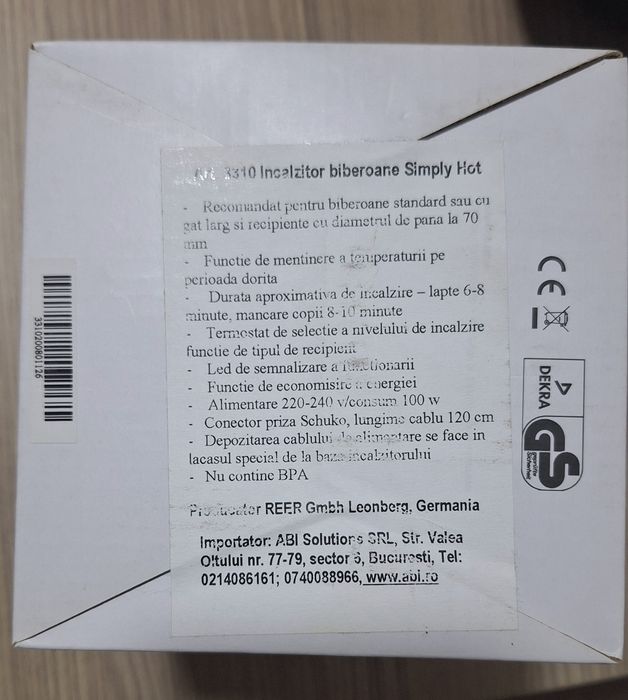 Art. 3310 Incalzitor biberoane Simply Hot
- Recomandat pentru biberoane standard sau cu
gat larg si recipiente cu diametrul de pana la 70
mm
- Functie de mentinere a temperaturii pe
perioada dorita
- Durata aproximativa de incalzire – lapte 6-8
minute, mancare copii 8-10 minute
- Termostat de selectie a nivelului de incalzire
functie de tipul de recipient
- Led de semnalizare a functionarii
- Functie de economisire a energiei
- Alimentare 220-240 v/consum 100 w
- Conector priza Schuko, lungime cablu 120 cm
- Depozitarea cablului de alimentare se face in
lacasul special de la baza incalzitorului
- Nu contine BPA
Producator REER Gmbh Leonberg, Germania
Importator: ABI Solutions SRL, Str. Valea
Oltului nr. 77-79, sector 6, Bucuresti, Tel:
0214086161; 0740088966, www.abi.ro
3310200801126
CE
DEKRA
GS
geprüfte
Sicherheit